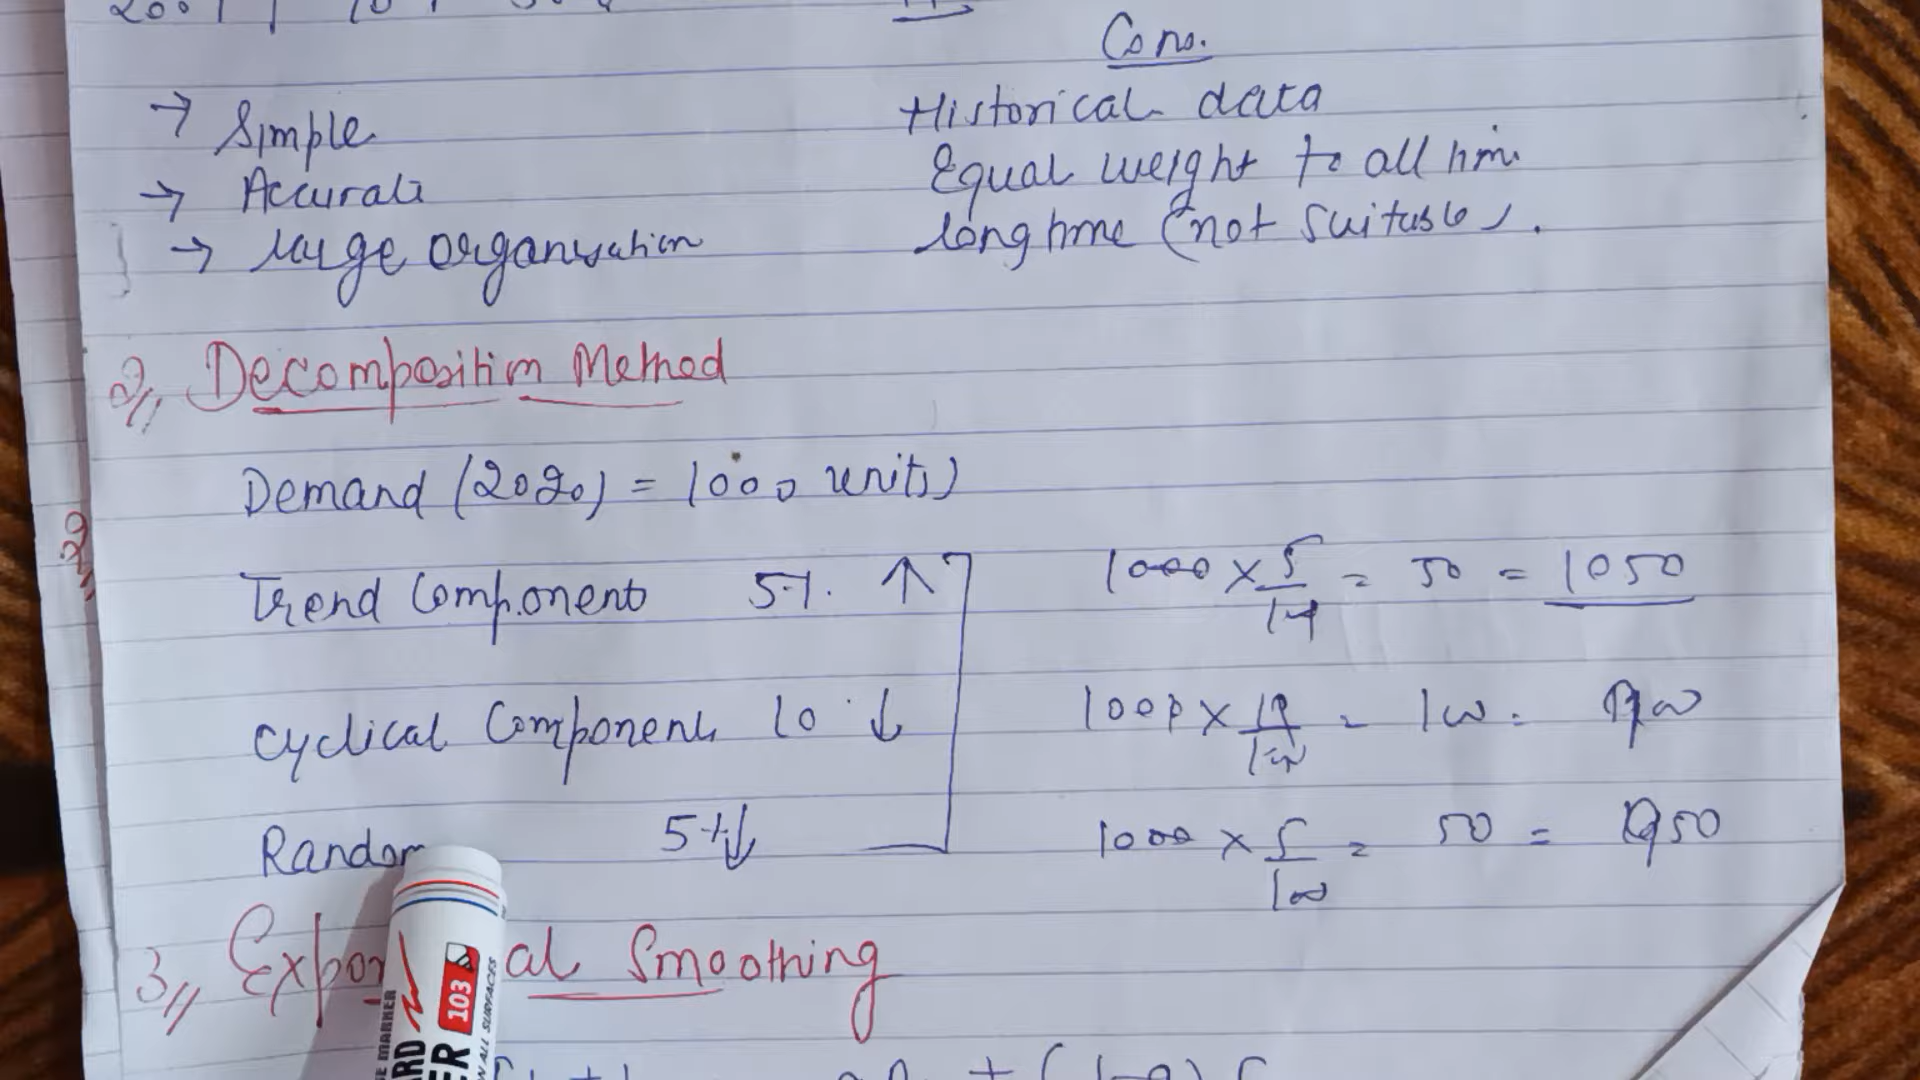 Cons.
→ Simple
Historical data
→ Accurate
Equal weight to all
→ large organisation
long time (not suitable).
2//, Decomposition Method
Demand (2020) = 1000 units)
Trend Component 5%. ↑ 1000 × 5/100 = 50 = 1050
Cyclical Component 10 ↓ 1000 × 10/100 = 100 = 900
Random 5% ↓ 1000 × 5/100 = 50 = 950
3//, Expon al Smoothing
103